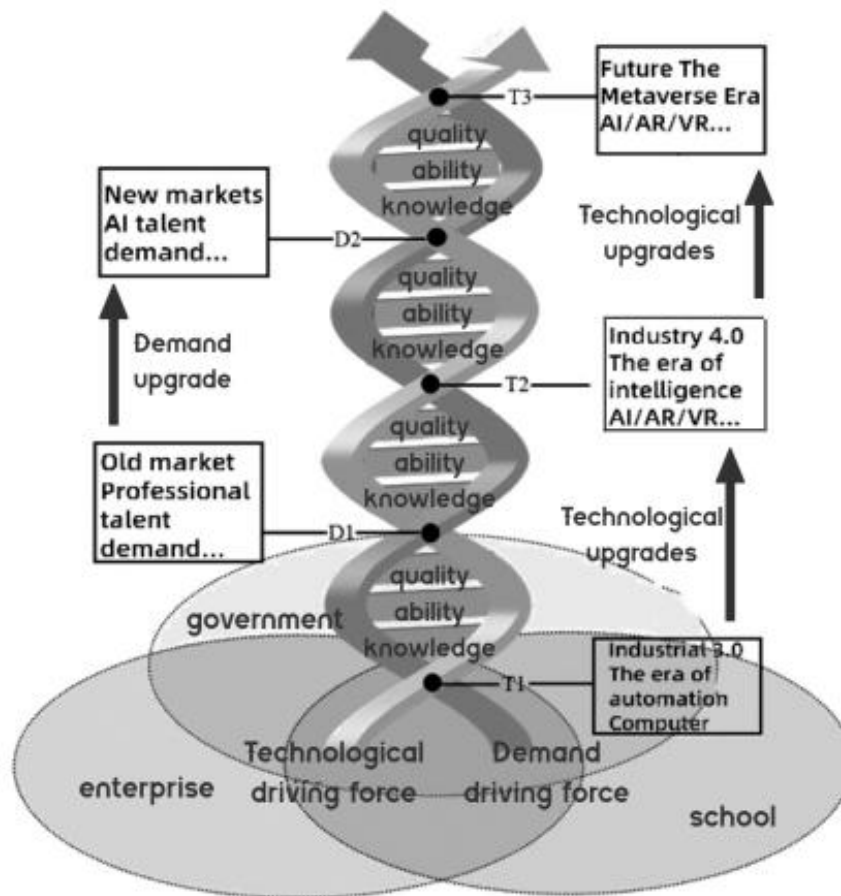 Future The
Metaverse Era
AI/AR/VR...
T3
quality
ability
knowledge
New markets
AI talent
demand...
D2
Technological
upgrades
quality
ability
knowledge
Demand
upgrade
Industry 4.0
The era of
intelligence
AI/AR/VR...
T2
quality
ability
knowledge
Old market
Professional
talent
demand...
D1
Technological
upgrades
quality
ability
knowledge
government
Industrial 3.0
The era of
automation
Computer
T1
Technological
driving force
Demand
driving force
enterprise
school